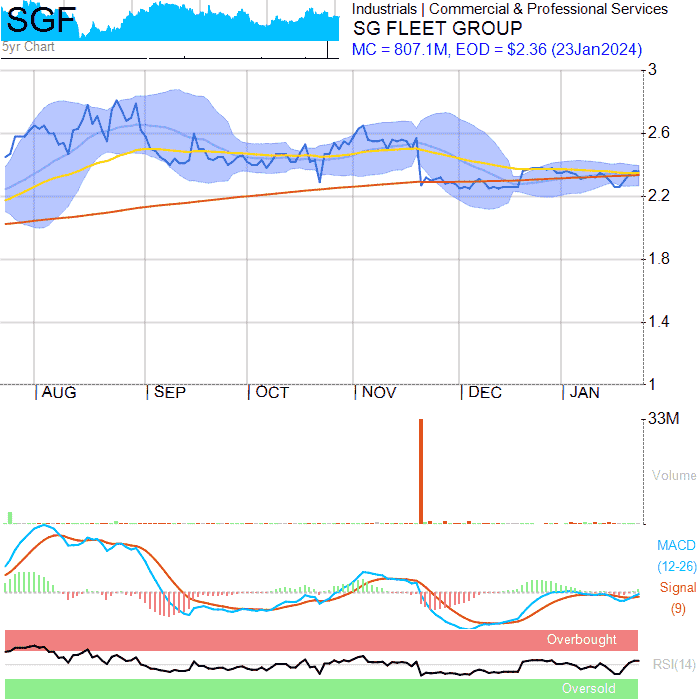 SGF
5yr Chart
Industrials | Commercial & Professional Services
SG FLEET GROUP
MC = 807.1M, EOD = $2.36 (23Jan2024)
3
2.6
2.2
1.8
1.4
1
AUG SEP OCT NOV DEC JAN
33M
Volume
MACD
(12-26)
Signal
(9)
Overbought
RSI(14)
Oversold